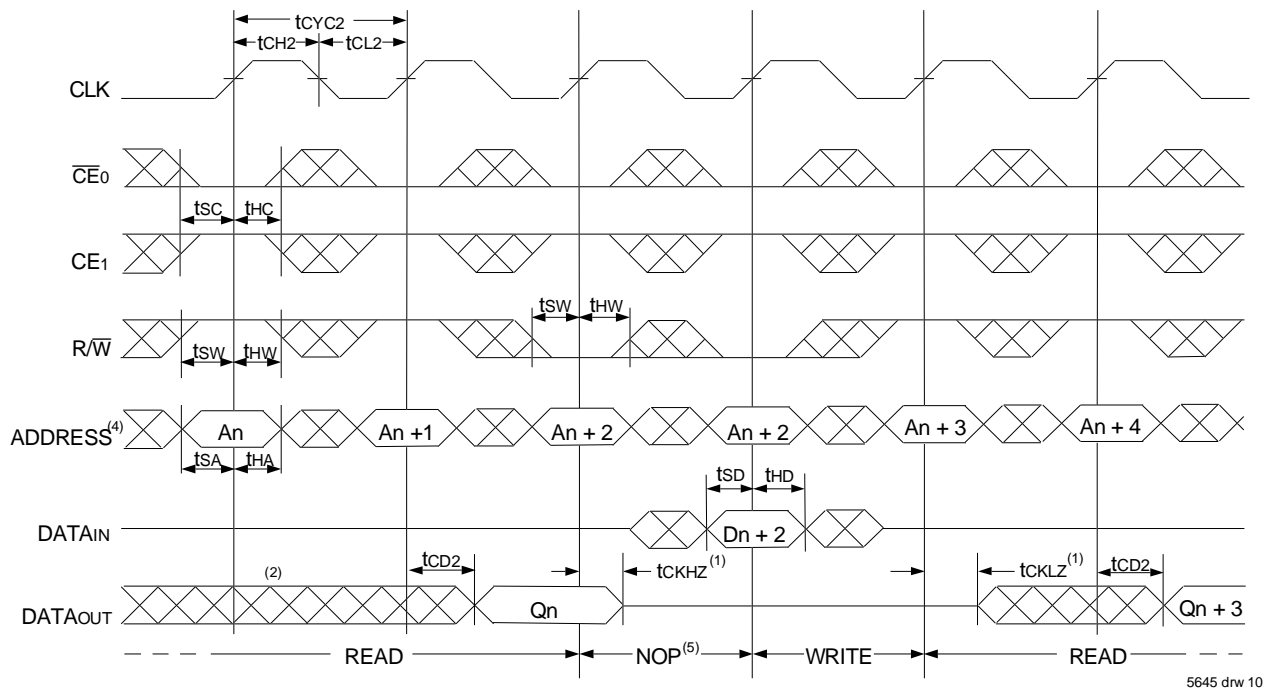 tCYC2
tCH2 tCL2
CLK
CE0
tSC tHC
CE1
tSW tHW
R/W
tSW tHW
ADDRESS(4) An An +1 An + 2 An + 2 An + 3 An + 4
tSA tHA
tSD tHD
DATAIN Dn + 2
tCD2 tCKHZ(1) tCKLZ(1) tCD2
(2)
DATAOUT Qn Qn + 3
READ NOP(5) WRITE READ
5645 drw 10